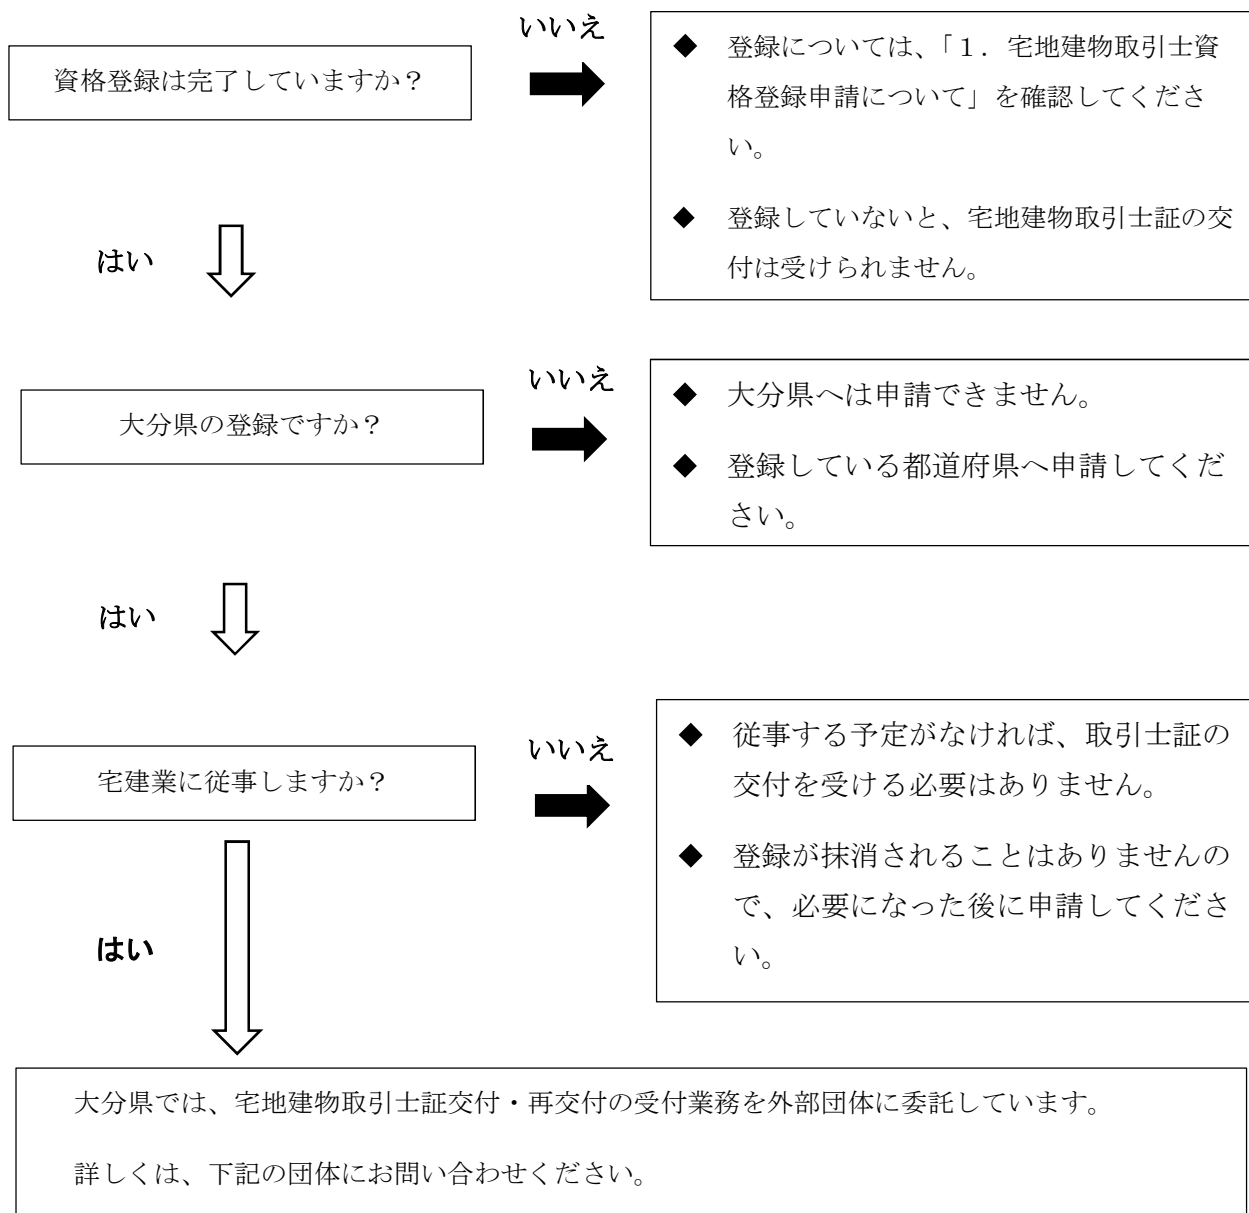 いいえ
資格登録は完了していますか？
◆ 登録については、「１．宅地建物取引士資
格登録申請について」を確認してくださ
い。
◆ 登録していないと、宅地建物取引士証の交
付は受けられません。
はい
いいえ
大分県の登録ですか？
◆ 大分県へは申請できません。
◆ 登録している都道府県へ申請してくだ
さい。
はい
いいえ
宅建業に従事しますか？
◆ 従事する予定がなければ、取引士証の
交付を受ける必要はありません。
◆ 登録が抹消されることはありませんの
で、必要になった後に申請してくださ
い。
はい
大分県では、宅地建物取引士証交付・再交付の受付業務を外部団体に委託しています。
詳しくは、下記の団体にお問い合わせください。